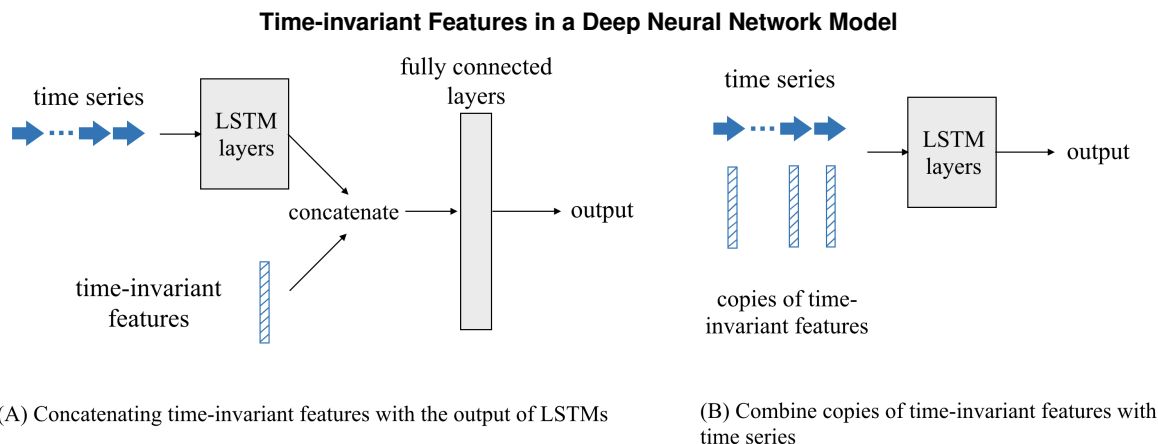 Time-invariant Features in a Deep Neural Network Model
time series
LSTM
layers
fully connected
layers
concatenate
output
time-invariant
features
(A) Concatenating time-invariant features with the output of LSTMs
time series
LSTM
layers
output
copies of time-
invariant features
(B) Combine copies of time-invariant features with
time series